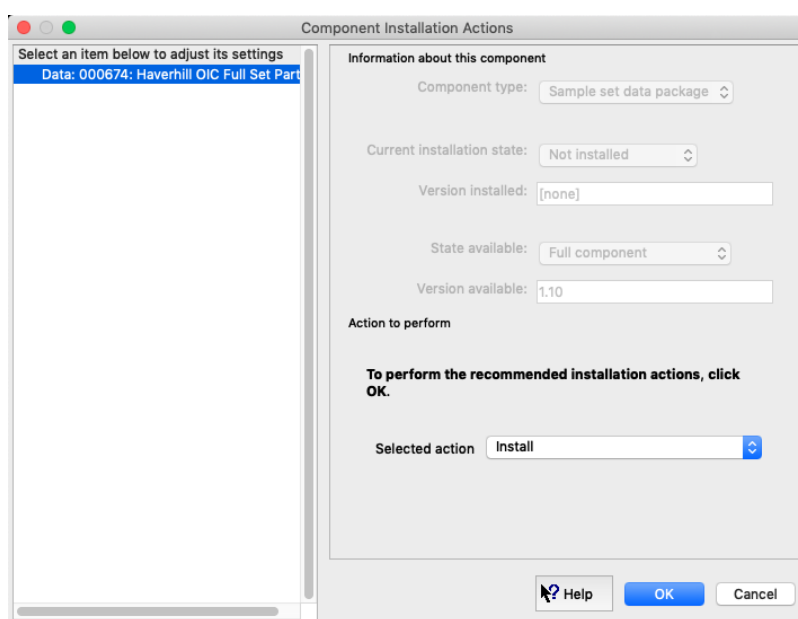 Component Installation Actions
Select an item below to adjust its settings
Data: 000674: Haverhill OIC Full Set Part
Information about this component
Component type: Sample set data package
Current installation state: Not installed
Version installed: [none]
State available: Full component
Version available: 1.10
Action to perform
To perform the recommended installation actions, click
OK.
Selected action Install
? Help OK Cancel